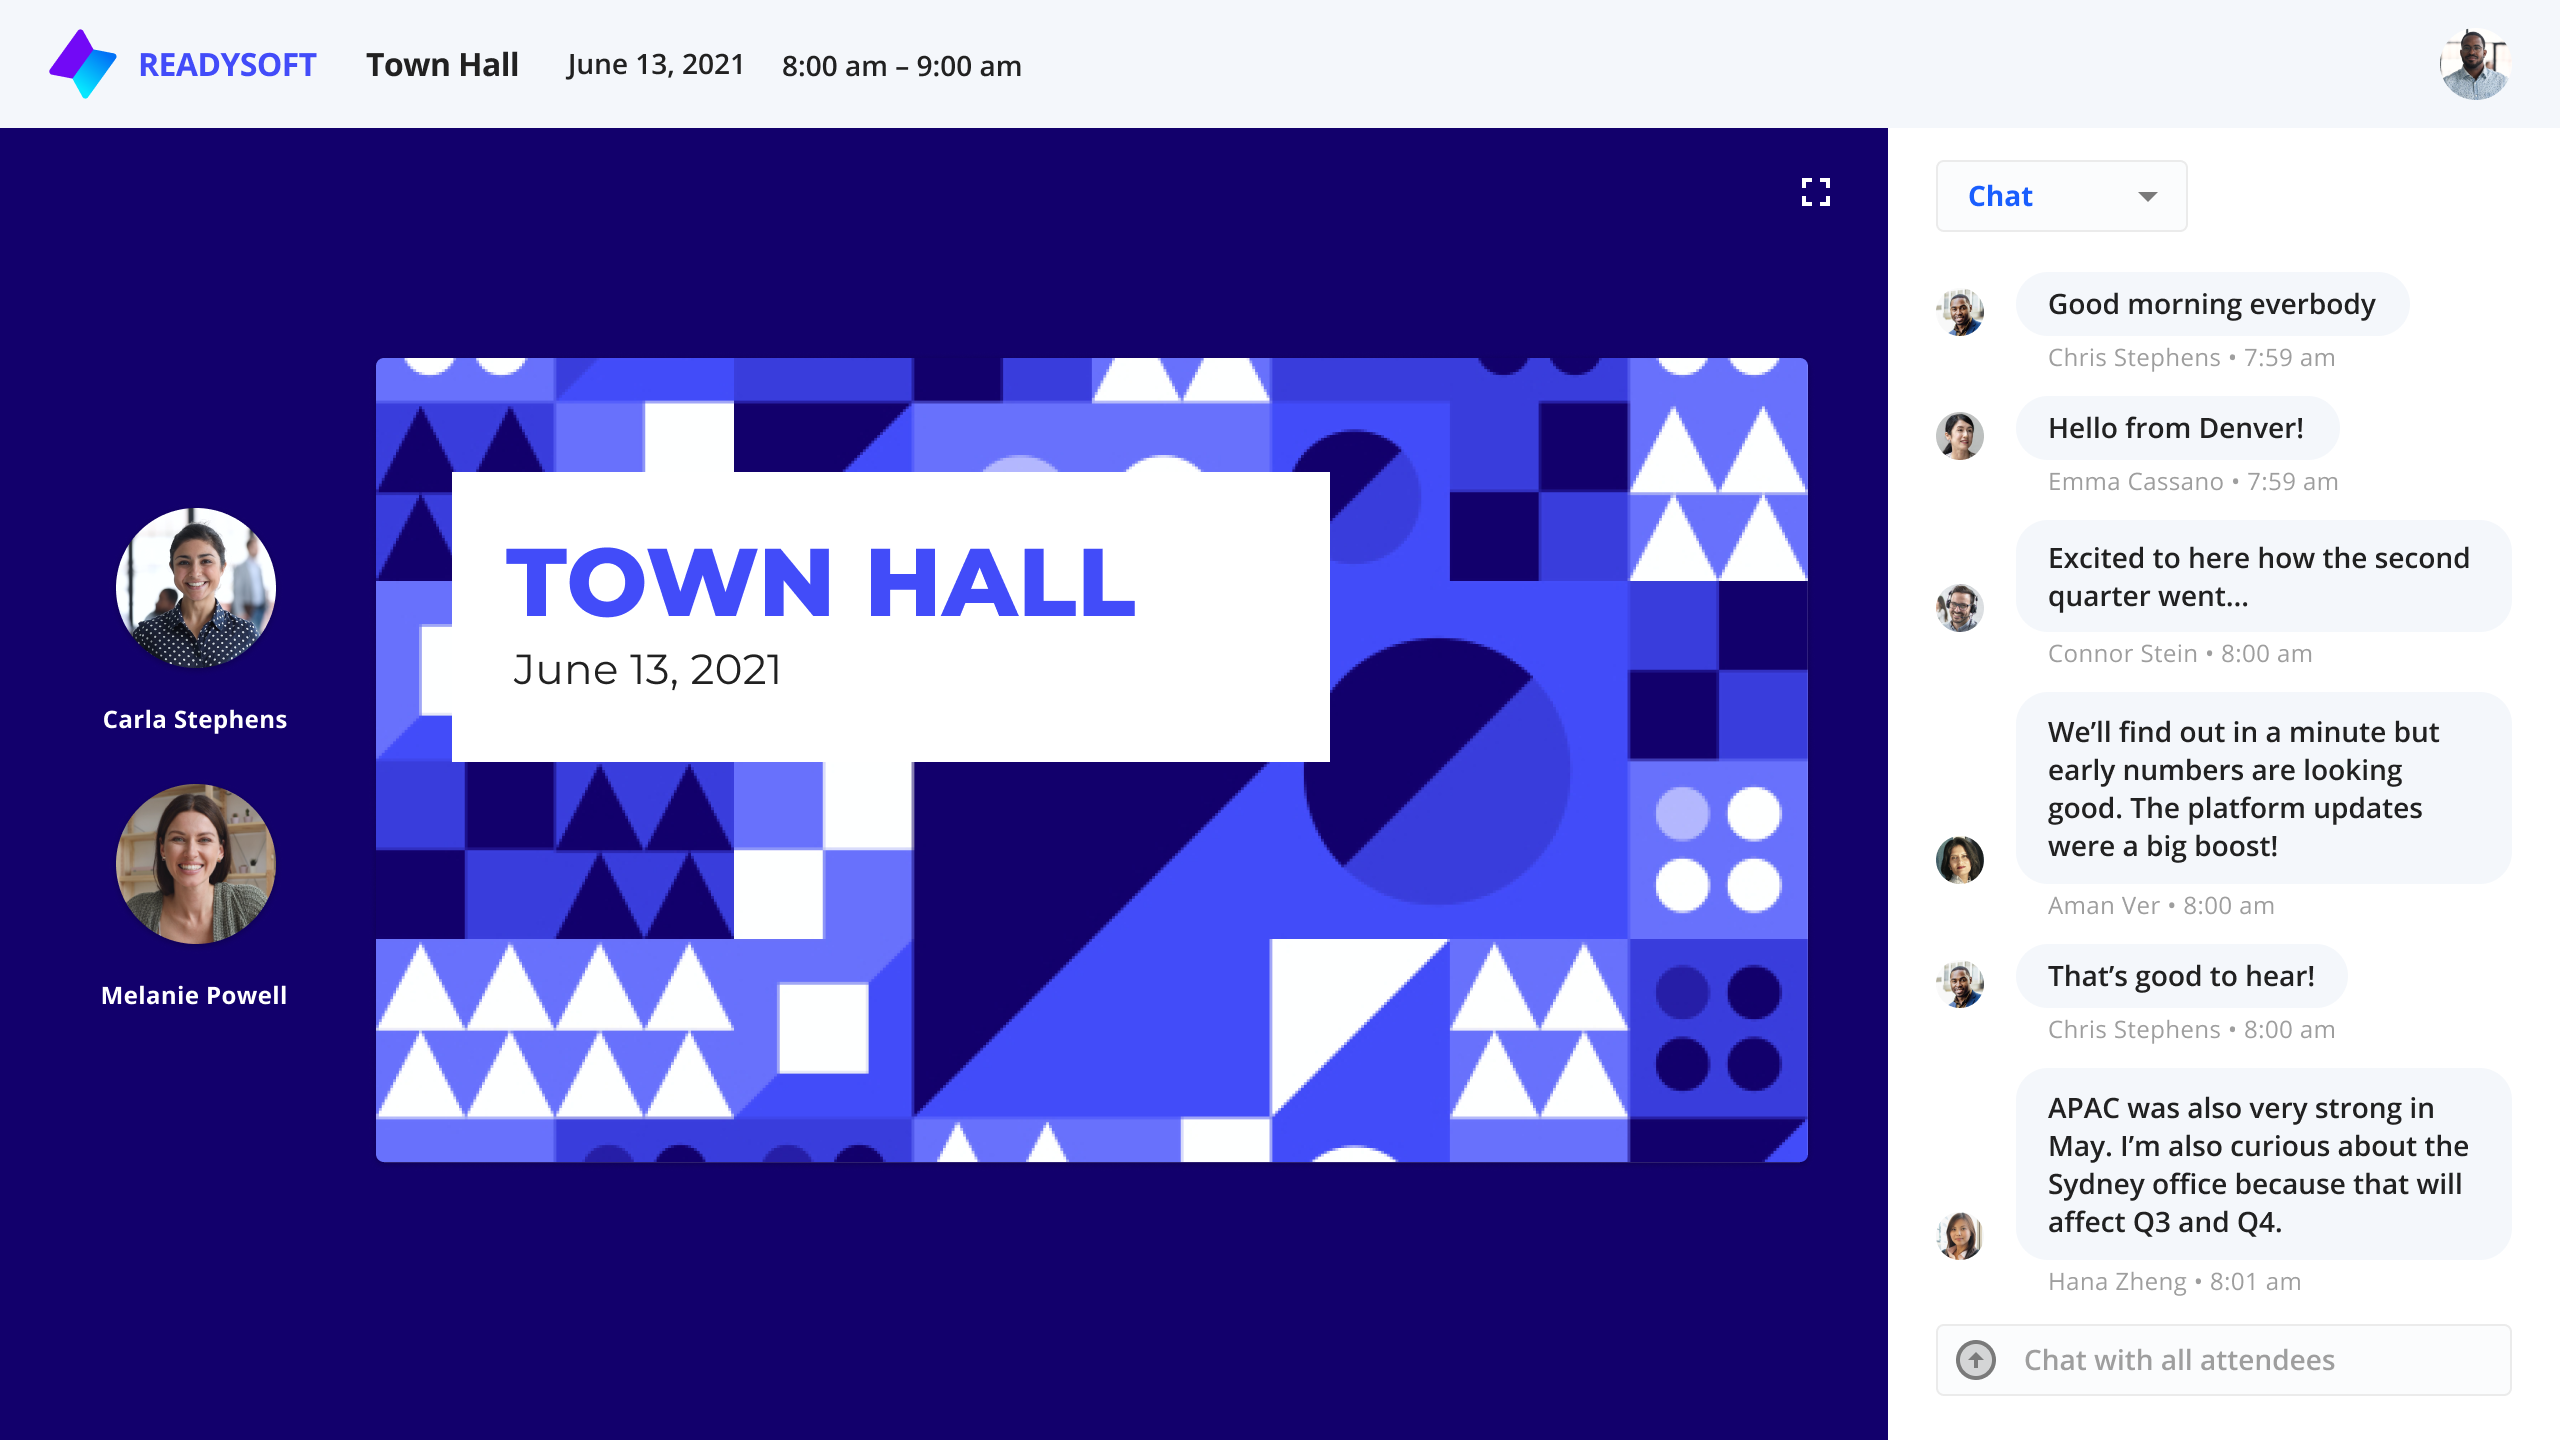 READYSOFT Town Hall June 13, 2021 8:00 am – 9:00 am
Carla Stephens
Melanie Powell
TOWN HALL
June 13, 2021
Chat
Good morning everbody
Chris Stephens • 7:59 am
Hello from Denver!
Emma Cassano • 7:59 am
Excited to here how the second
quarter went...
Connor Stein • 8:00 am
We’ll find out in a minute but
early numbers are looking
good. The platform updates
were a big boost!
Aman Ver • 8:00 am
That’s good to hear!
Chris Stephens • 8:00 am
APAC was also very strong in
May. I’m also curious about the
Sydney office because that will
affect Q3 and Q4.
Hana Zheng • 8:01 am
Chat with all attendees